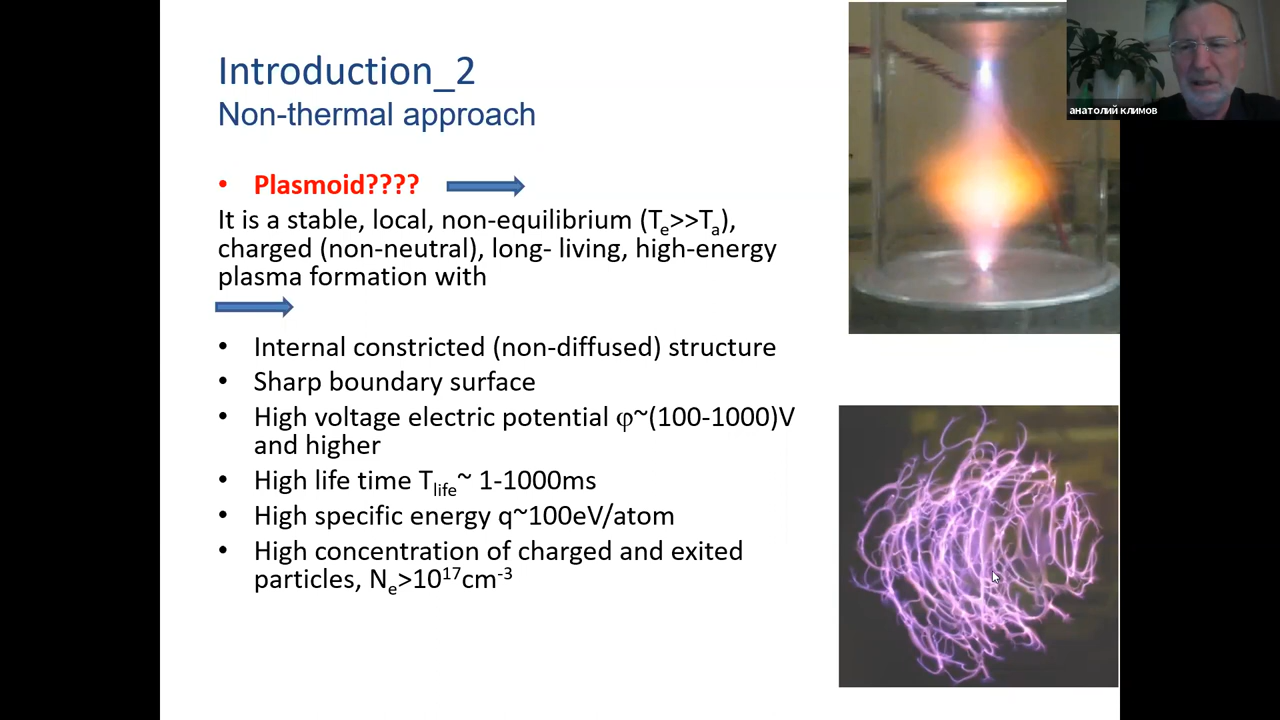 Introduction_2
Non-thermal approach
• Plasmoid????
It is a stable, local, non-equilibrium (Te>>Ta),
charged (non-neutral), long- living, high-energy
plasma formation with
• Internal constricted (non-diffused) structure
• Sharp boundary surface
• High voltage electric potential φ~(100-1000)V
and higher
• High life time Tlife~ 1-1000ms
• High specific energy q~100eV/atom
• High concentration of charged and exited
particles, Ne>10^17cm^-3
анатолий климов